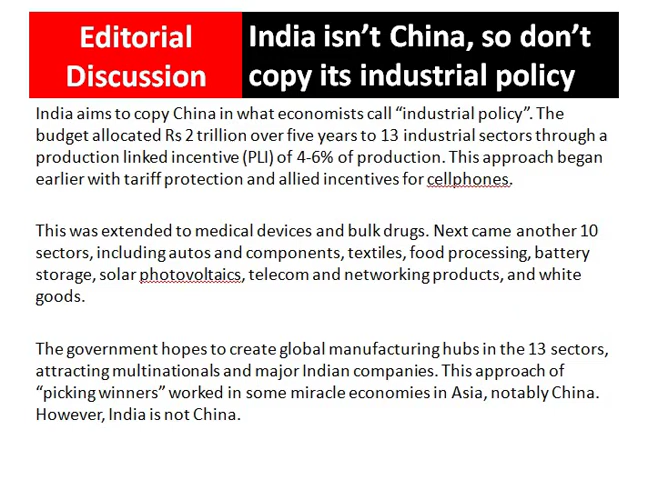 Editorial
Discussion
India isn't China, so don't
copy its industrial policy
India aims to copy China in what economists call "industrial policy". The
budget allocated Rs 2 trillion over five years to 13 industrial sectors through a
production linked incentive (PLI) of 4-6% of production. This approach began
earlier with tariff protection and allied incentives for cellphones.
This was extended to medical devices and bulk drugs. Next came another 10
sectors, including autos and components, textiles, food processing, battery
storage, solar photovoltaics, telecom and networking products, and white
goods.
The government hopes to create global manufacturing hubs in the 13 sectors,
attracting multinationals and major Indian companies. This approach of
"picking winners" worked in some miracle economies in Asia, notably China.
However, India is not China.